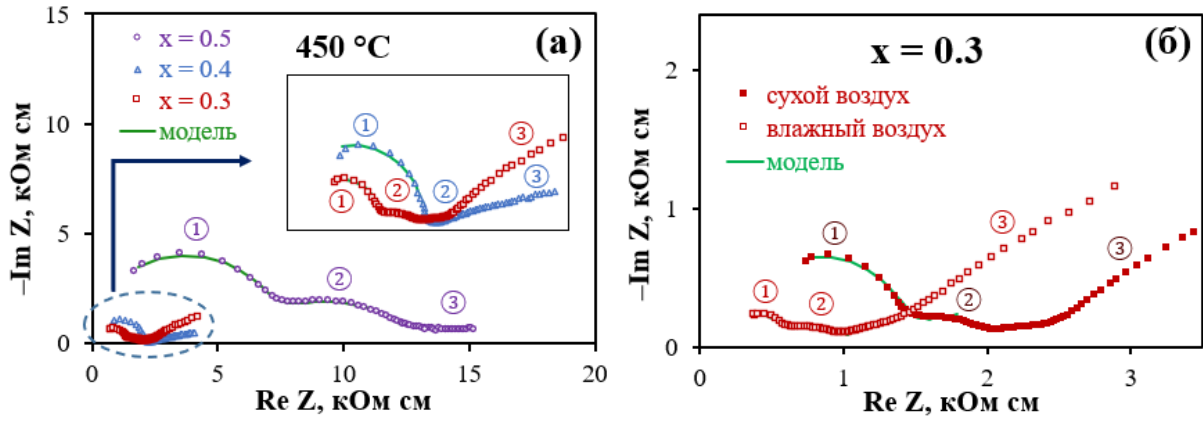 (а)
450 °C
x = 0.5
x = 0.4
x = 0.3
модель
–Im Z, кОм см
15
10
5
0
0
5
10
15
20
Re Z, кОм см
1
2
3
1
2
3
1
2
3
(б)
x = 0.3
сухой воздух
влажный воздух
модель
–Im Z, кОм см
2
1
0
0
1
2
3
Re Z, кОм см
1
2
3
1
2
3